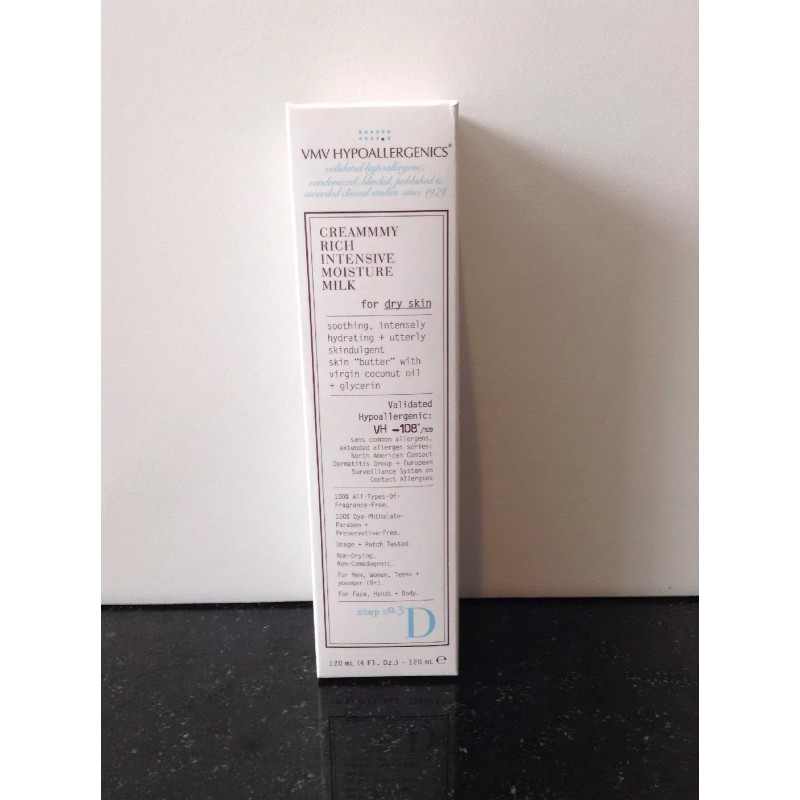 VMV HYPOALLERGENICS®
validated hypoallergenic,
randomized, blinded, published &
awarded clinical studies, since 1979
CREAMMMY
RICH
INTENSIVE
MOISTURE
MILK
for dry skin
soothing, intensely
hydrating + utterly
skindulgent
skin "butter" with
virgin coconut oil
+ glycerin
Validated
Hypoallergenic:
VH -108*/109
sans common allergens,
extended allergen series:
North American Contact
Dermatitis Group + European
Surveillance System on
Contact Allergies
100% All-Types-Of-
Fragrance-Free.
100% Dye-Phthalate-
Paraben +
Preservative-Free.
Usage + Patch Tested.
Non-Drying.
Non-Comedogenic.
For Men, Women, Teens +
younger (9+).
For Face, Hands + Body.
step 3
D
120 mL (4 Fl. Oz.) - 120 mL ℮